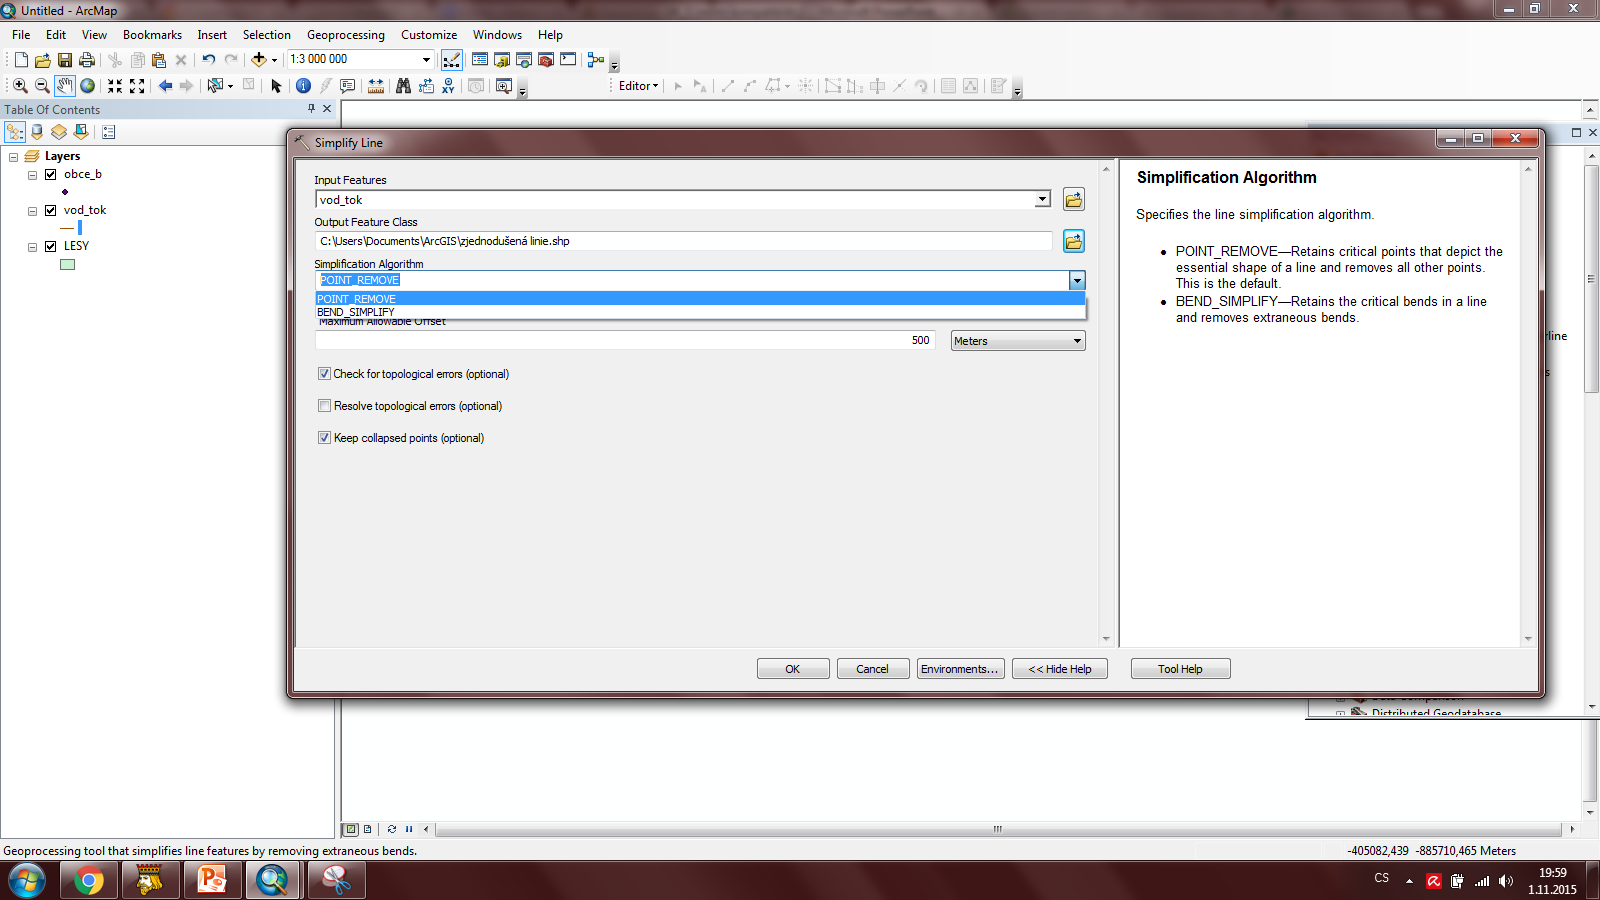 Untitled - ArcMap
File Edit View Bookmarks Insert Selection Geoprocessing Customize Windows Help
1:3 000 000
Editor
Table Of Contents
Layers
obce_b
vod_tok
LESY
Simplify Line
Input Features
vod_tok
Output Feature Class
C:\Users\Documents\ArcGIS\zjednodušená linie.shp
Simplification Algorithm
POINT_REMOVE
POINT_REMOVE
BEND_SIMPLIFY
Maximum Allowable Offset
500 Meters
Check for topological errors (optional)
Resolve topological errors (optional)
Keep collapsed points (optional)
OK Cancel Environments... << Hide Help Tool Help
Simplification Algorithm
Specifies the line simplification algorithm.
• POINT_REMOVE—Retains critical points that depict the
essential shape of a line and removes all other points.
This is the default.
• BEND_SIMPLIFY—Retains the critical bends in a line
and removes extraneous bends.
Distributed Geodatabase
Geoprocessing tool that simplifies line features by removing extraneous bends.
-405082,439 -885710,465 Meters
CS
19:59
1.11.2015